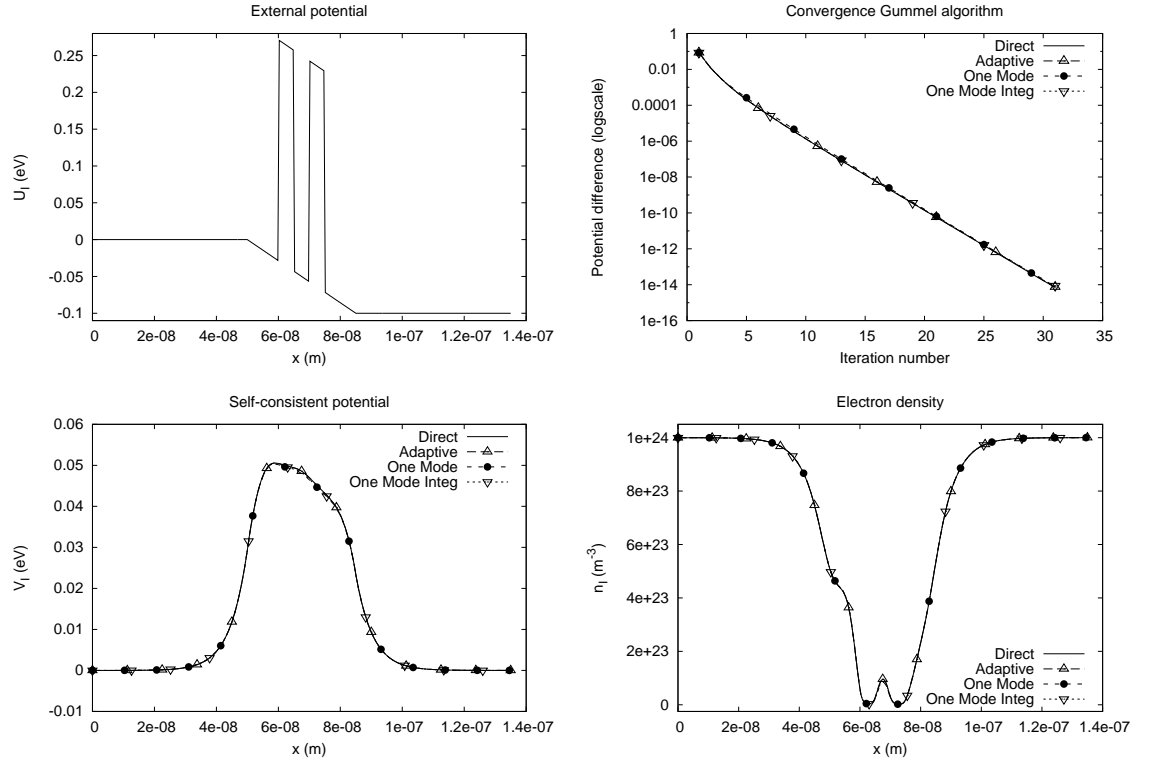 External potential
0.25
0.2
0.15
0.1
0.05
0
-0.05
-0.1
U_I (eV)
0 2e-08 4e-08 6e-08 8e-08 1e-07 1.2e-07 1.4e-07
x (m)
Convergence Gummel algorithm
1
0.01
0.0001
1e-06
1e-08
1e-10
1e-12
1e-14
1e-16
Potential difference (logscale)
Direct
Adaptive
One Mode
One Mode Integ
0 5 10 15 20 25 30 35
Iteration number
Self-consistent potential
0.06
0.05
0.04
0.03
0.02
0.01
0
-0.01
V_I (eV)
Direct
Adaptive
One Mode
One Mode Integ
0 2e-08 4e-08 6e-08 8e-08 1e-07 1.2e-07 1.4e-07
x (m)
Electron density
1e+24
8e+23
6e+23
4e+23
2e+23
0
n_I (m^-3)
Direct
Adaptive
One Mode
One Mode Integ
0 2e-08 4e-08 6e-08 8e-08 1e-07 1.2e-07 1.4e-07
x (m)